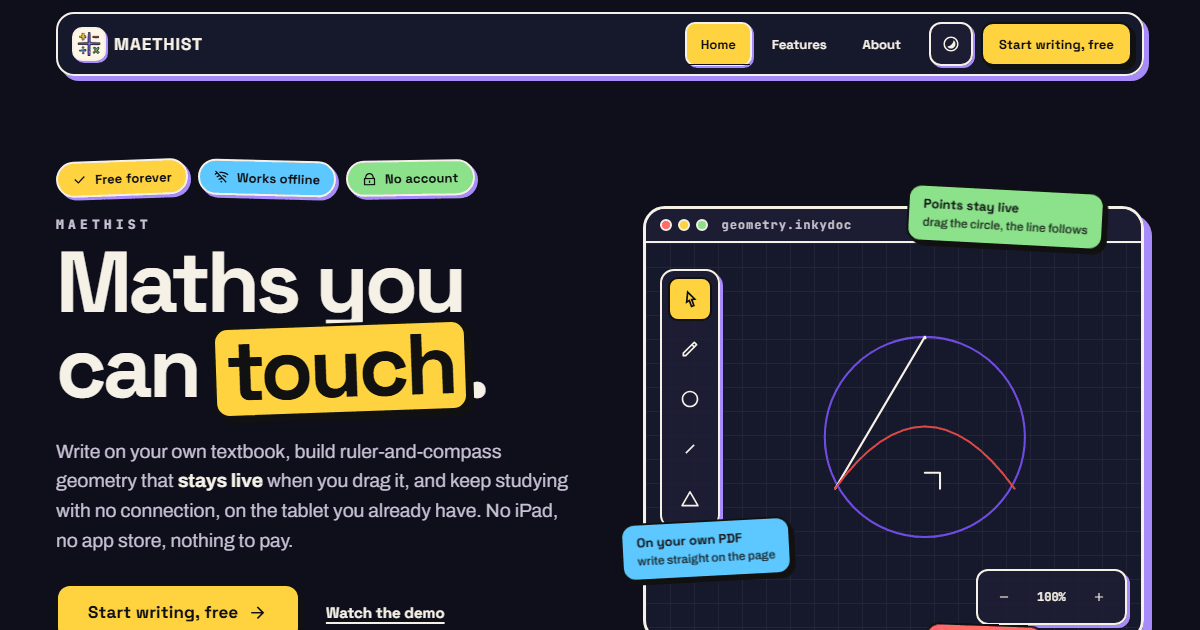 MAETHIST
Home
Features
About
Start writing, free
Free forever
Works offline
No account
MAETHIST
Maths you
can touch.
Write on your own textbook, build ruler-and-compass
geometry that stays live when you drag it, and keep studying
with no connection, on the tablet you already have. No iPad,
no app store, nothing to pay.
Start writing, free →
Watch the demo
geometry.inkydoc
Points stay live
drag the circle, the line follows
On your own PDF
write straight on the page
− 100% +